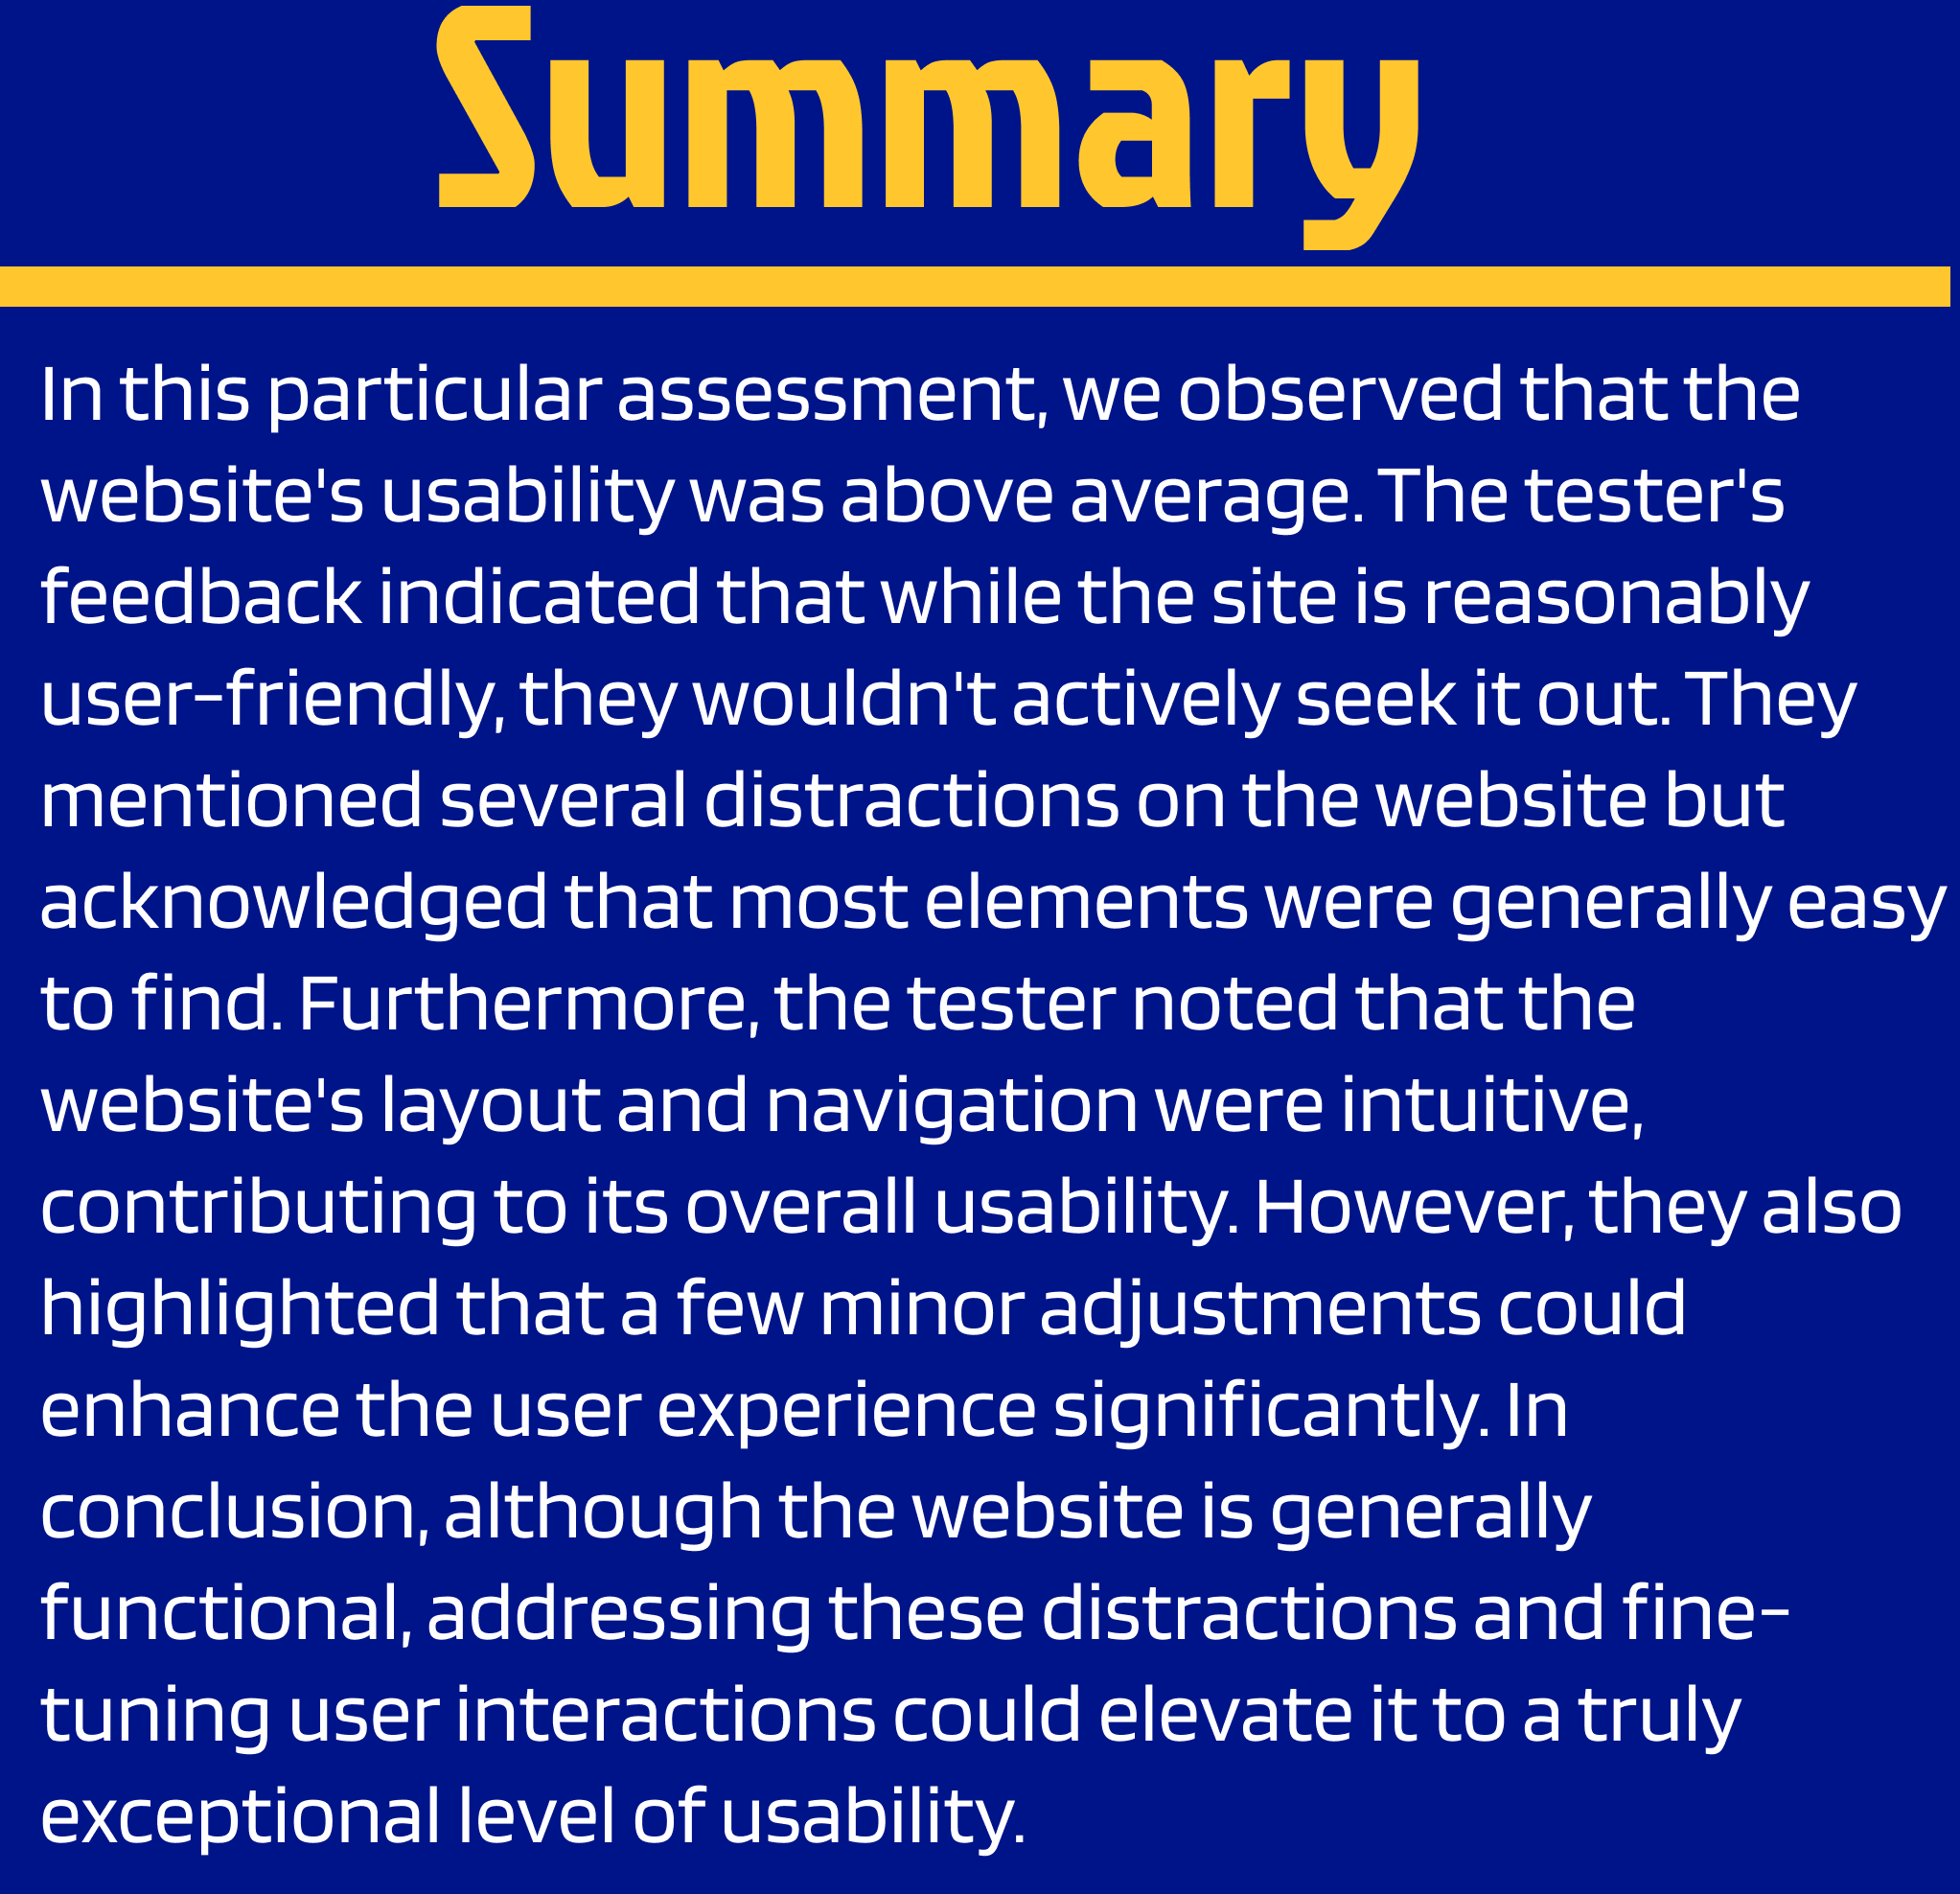 Summary
In this particular assessment, we observed that the
website's usability was above average. The tester's
feedback indicated that while the site is reasonably
user-friendly, they wouldn't actively seek it out. They
mentioned several distractions on the website but
acknowledged that most elements were generally easy
to find. Furthermore, the tester noted that the
website's layout and navigation were intuitive,
contributing to its overall usability. However, they also
highlighted that a few minor adjustments could
enhance the user experience significantly. In
conclusion, although the website is generally
functional, addressing these distractions and fine-
tuning user interactions could elevate it to a truly
exceptional level of usability.